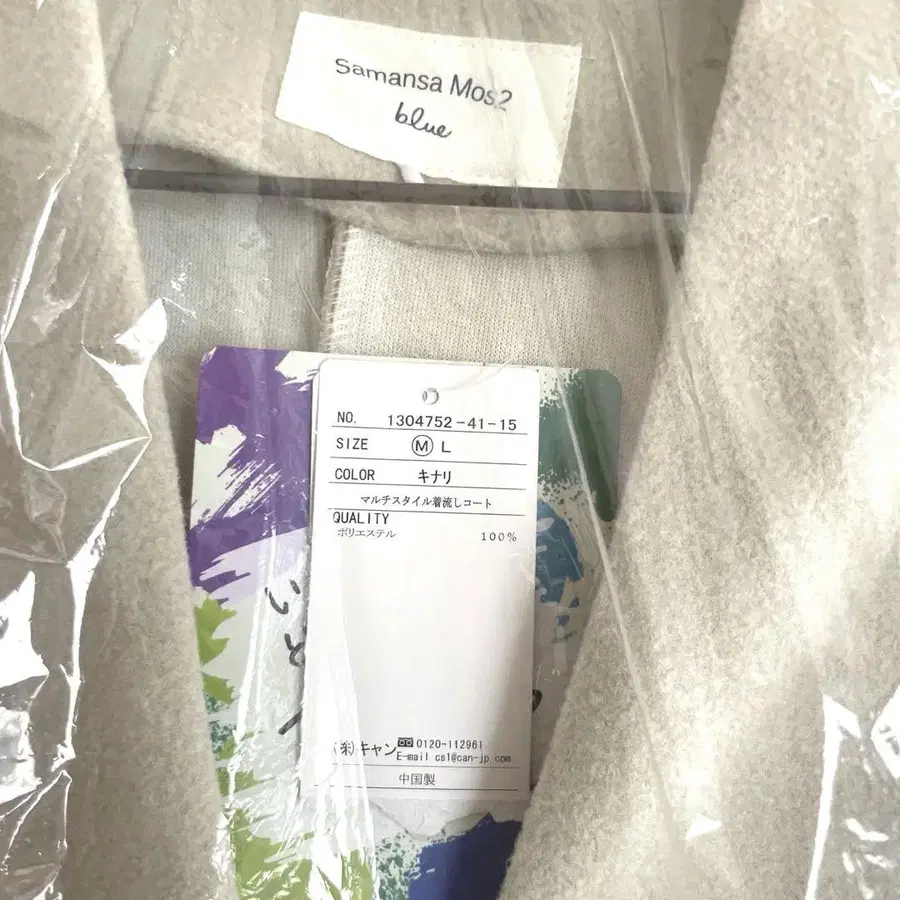 Samansa Mos2
blue
NO. 1304752-41-15
SIZE Ⓜ L
COLOR キナリ
マルチスタイル着流しコート
QUALITY
ポリエステル 100%
(株)キャン 0120-112961
E-mail cs1@can-jp.com
中国製